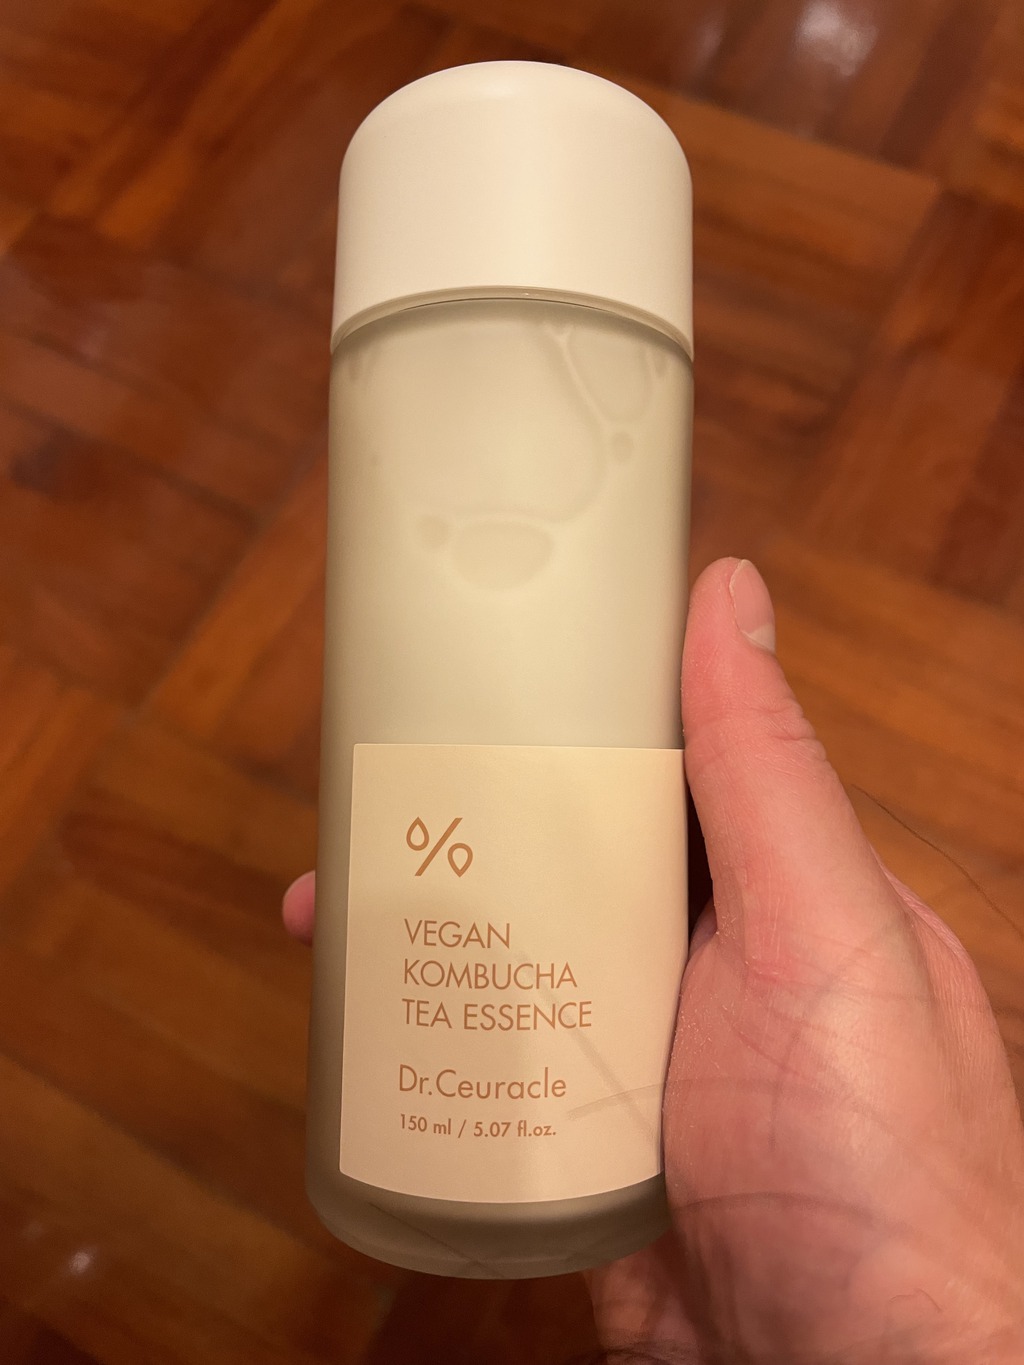 %
VEGAN
KOMBUCHA
TEA ESSENCE
Dr.Ceuracle
150 ml / 5.07 fl.oz.